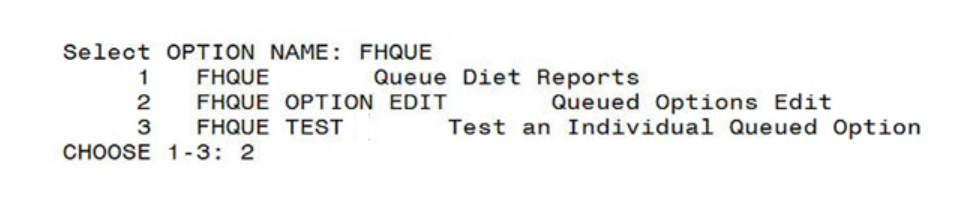 Select OPTION NAME: FHQUE
1 FHQUE Queue Diet Reports
2 FHQUE OPTION EDIT Queued Options Edit
3 FHQUE TEST Test an Individual Queued Option
CHOOSE 1-3: 2